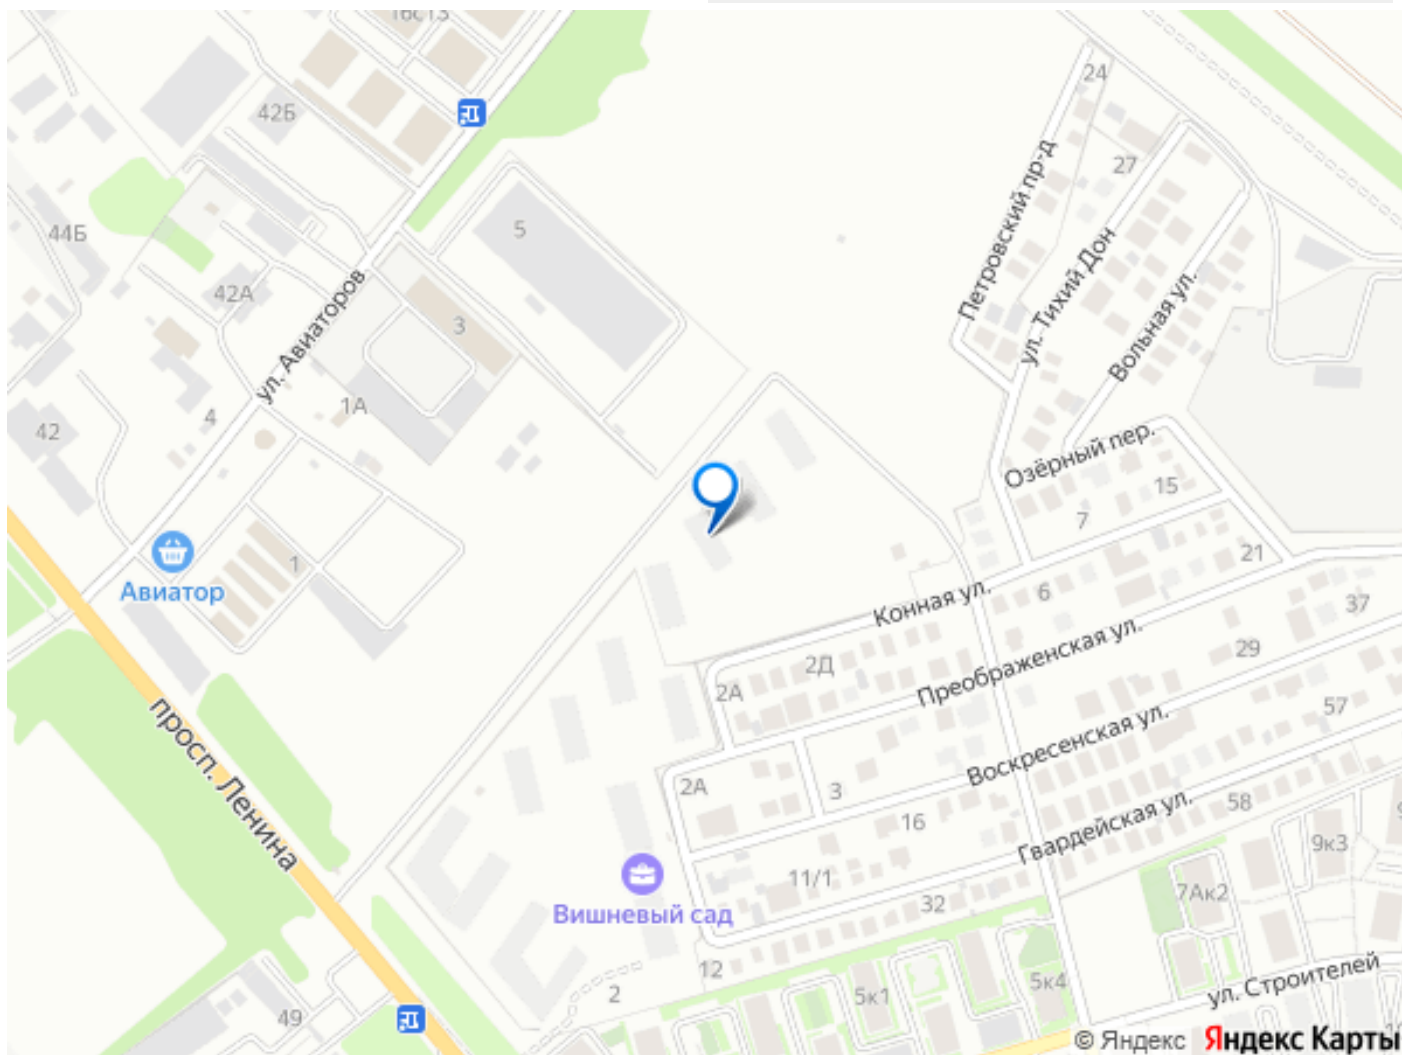 16с13
24
42Б
27
Петровский пр-д
44Б
5
42А
ул. Тихий Дон
Вольная ул.
3
ул. Авиаторов
1А
4
42
Озёрный пер.
15
7
21
1
Авиатор
6
Конная ул.
37
Преображенская ул.
29
2Д
2А
57
просп. Ленина
Воскресенская ул.
2А
3
58
16
Гвардейская ул.
9к3
11/1
7Ак2
32
Вишневый сад
12
5к4
2
5к1
ул. Строителей
49
© Яндекс Яндекс Карты